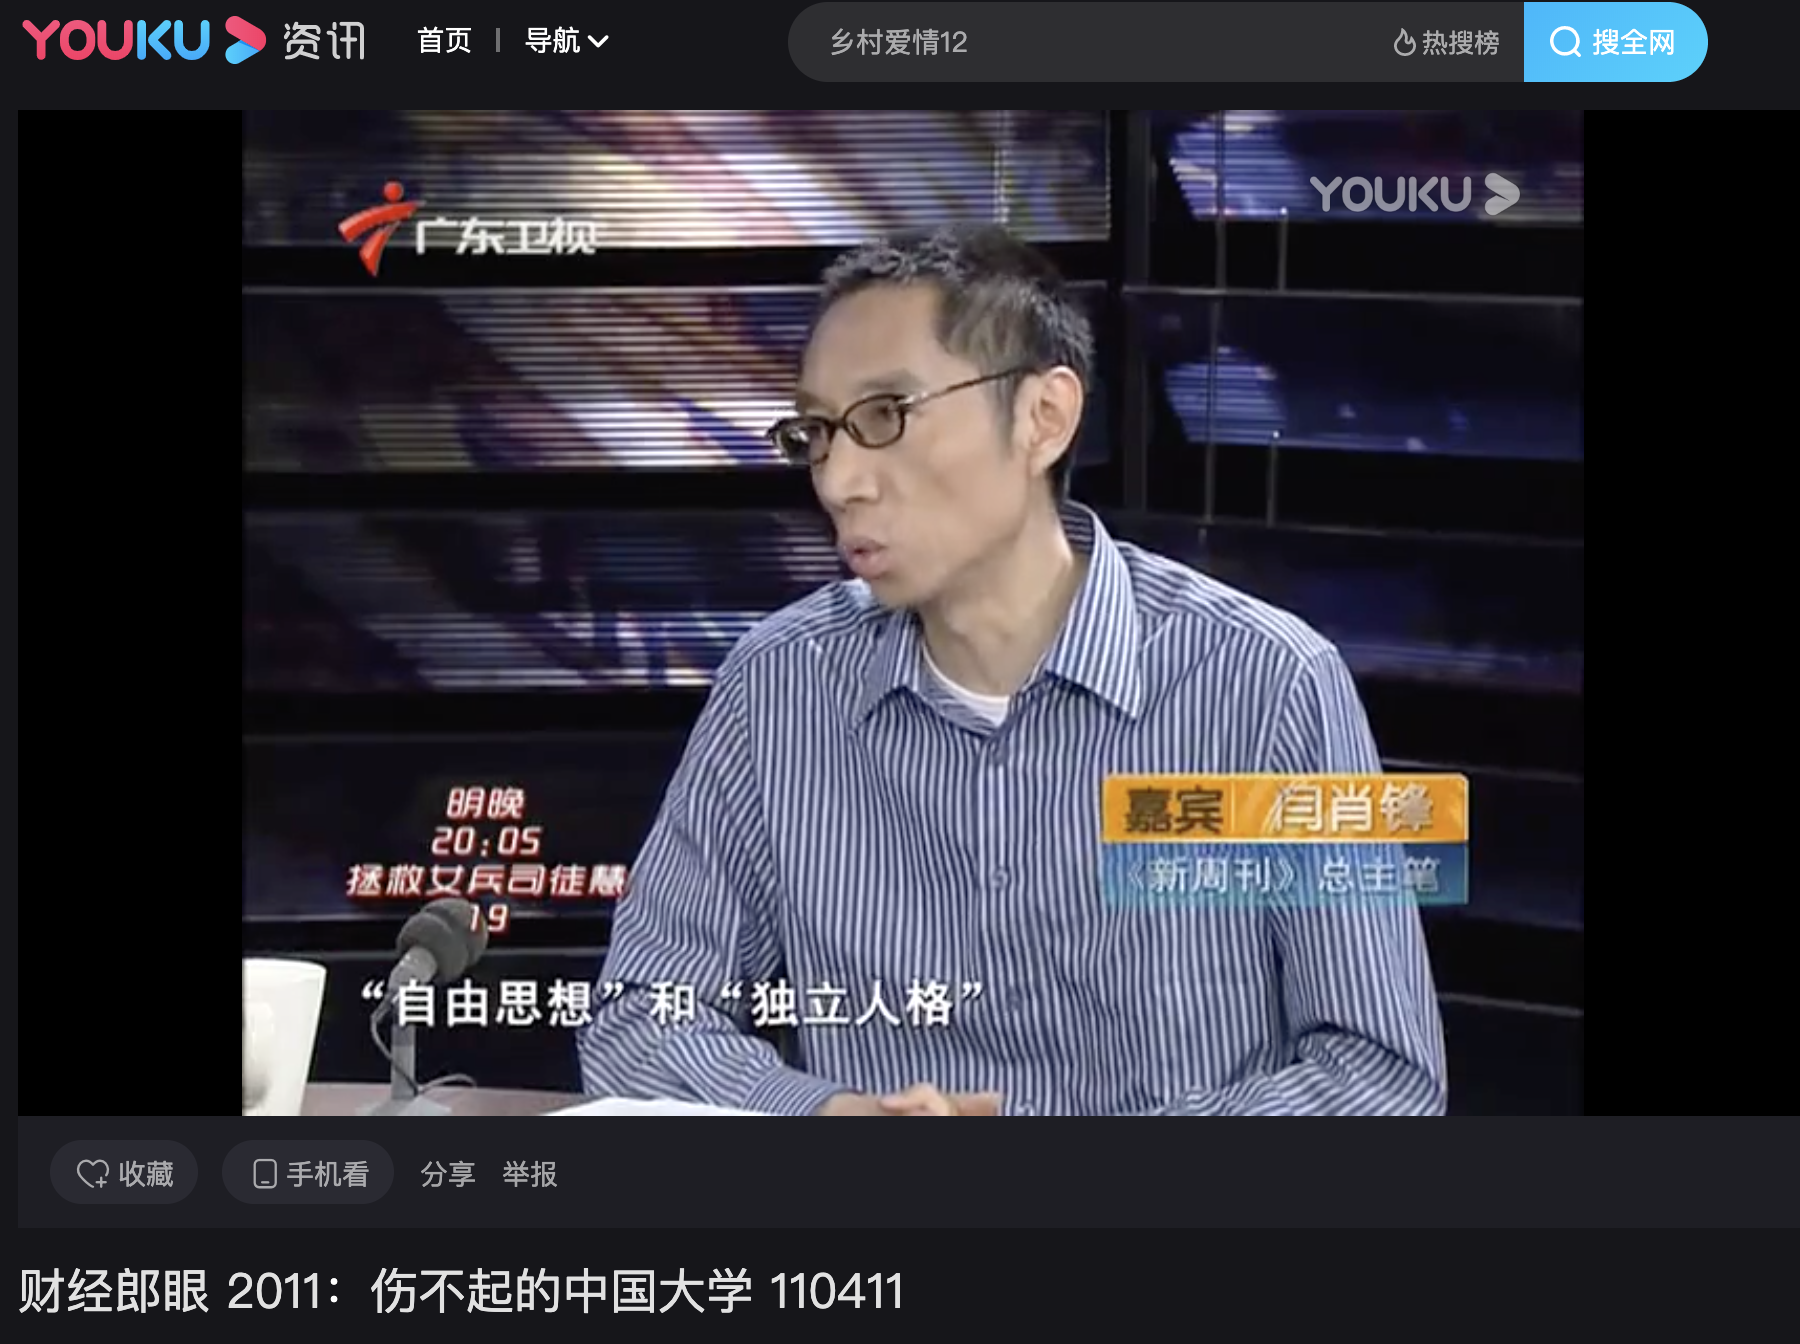 YOUKU 资讯 首页 导航 乡村爱情12 热搜榜 搜全网
广东卫视
YOUKU
嘉宾 闫肖锋
《新周刊》总主笔
明晚
20:05
拯救女兵司徒慧
19
“自由思想”和“独立人格”
收藏 手机看 分享 举报
财经郎眼 2011：伤不起的中国大学 110411